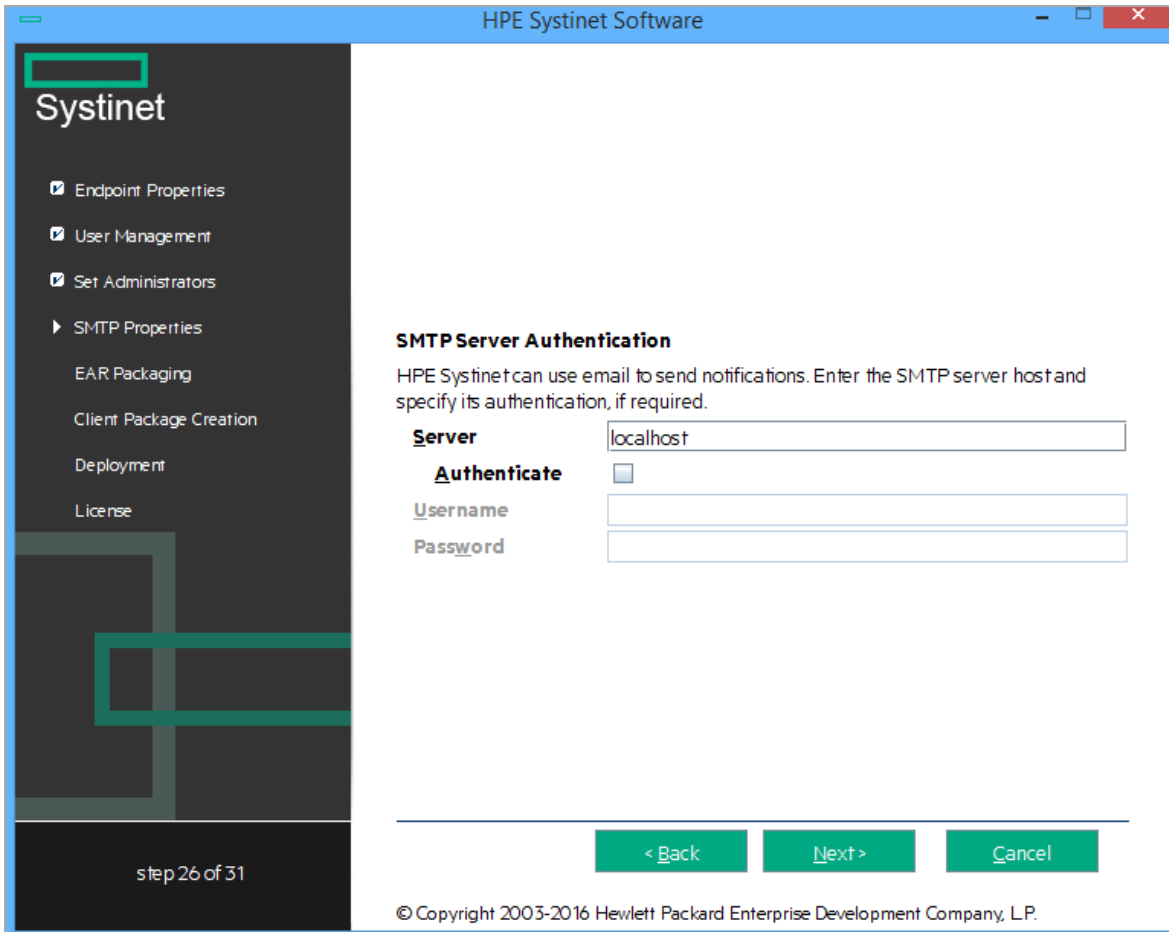 HPE Systinet Software
Systinet
Endpoint Properties
User Management
Set Administrators
SMTP Properties
EAR Packaging
Client Package Creation
Deployment
License
step 26 of 31
SMTP Server Authentication
HPE Systinet can use email to send notifications. Enter the SMTP server host and
specify its authentication, if required.
Server localhost
Authenticate
Username
Password
< Back Next > Cancel
© Copyright 2003-2016 Hewlett Packard Enterprise Development Company, L.P.